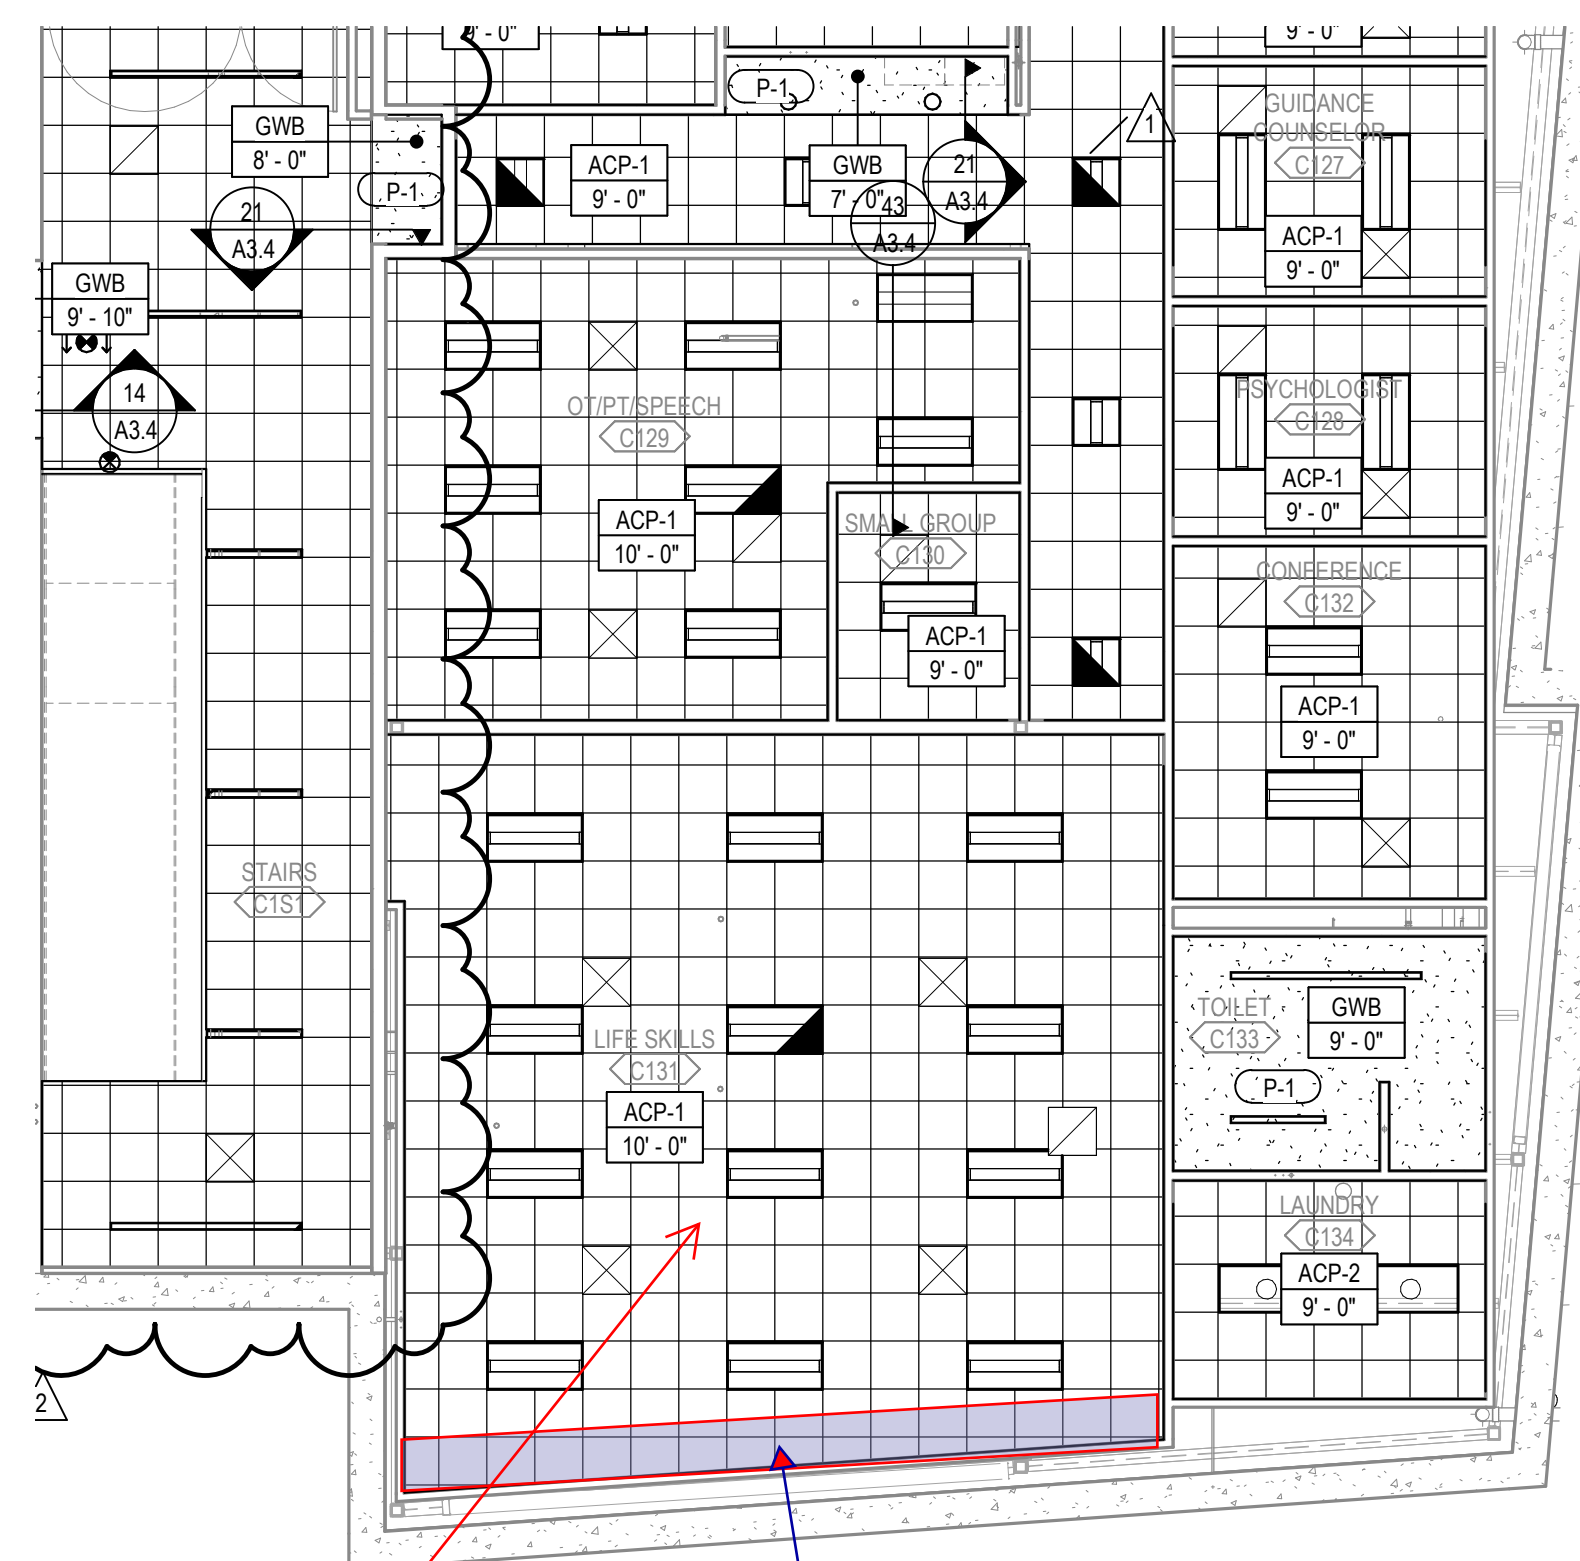 9' - 0"
9' - 0"
P-1
GUIDANCE
COUNSELOR
C127
1
GWB
8' - 0"
ACP-1
9' - 0"
GWB
7' - 0"
21
A3.4
P-1
21
A3.4
43
A3.4
ACP-1
9' - 0"
GWB
9' - 10"
14
A3.4
OT/PT/SPEECH
C129
PSYCHOLOGIST
C128
ACP-1
9' - 0"
ACP-1
10' - 0"
SMALL GROUP
C130
CONFERENCE
C132
ACP-1
9' - 0"
ACP-1
9' - 0"
STAIRS
C1S1
LIFE SKILLS
C131
TOILET
C133
GWB
9' - 0"
P-1
ACP-1
10' - 0"
LAUNDRY
C134
ACP-2
9' - 0"
2